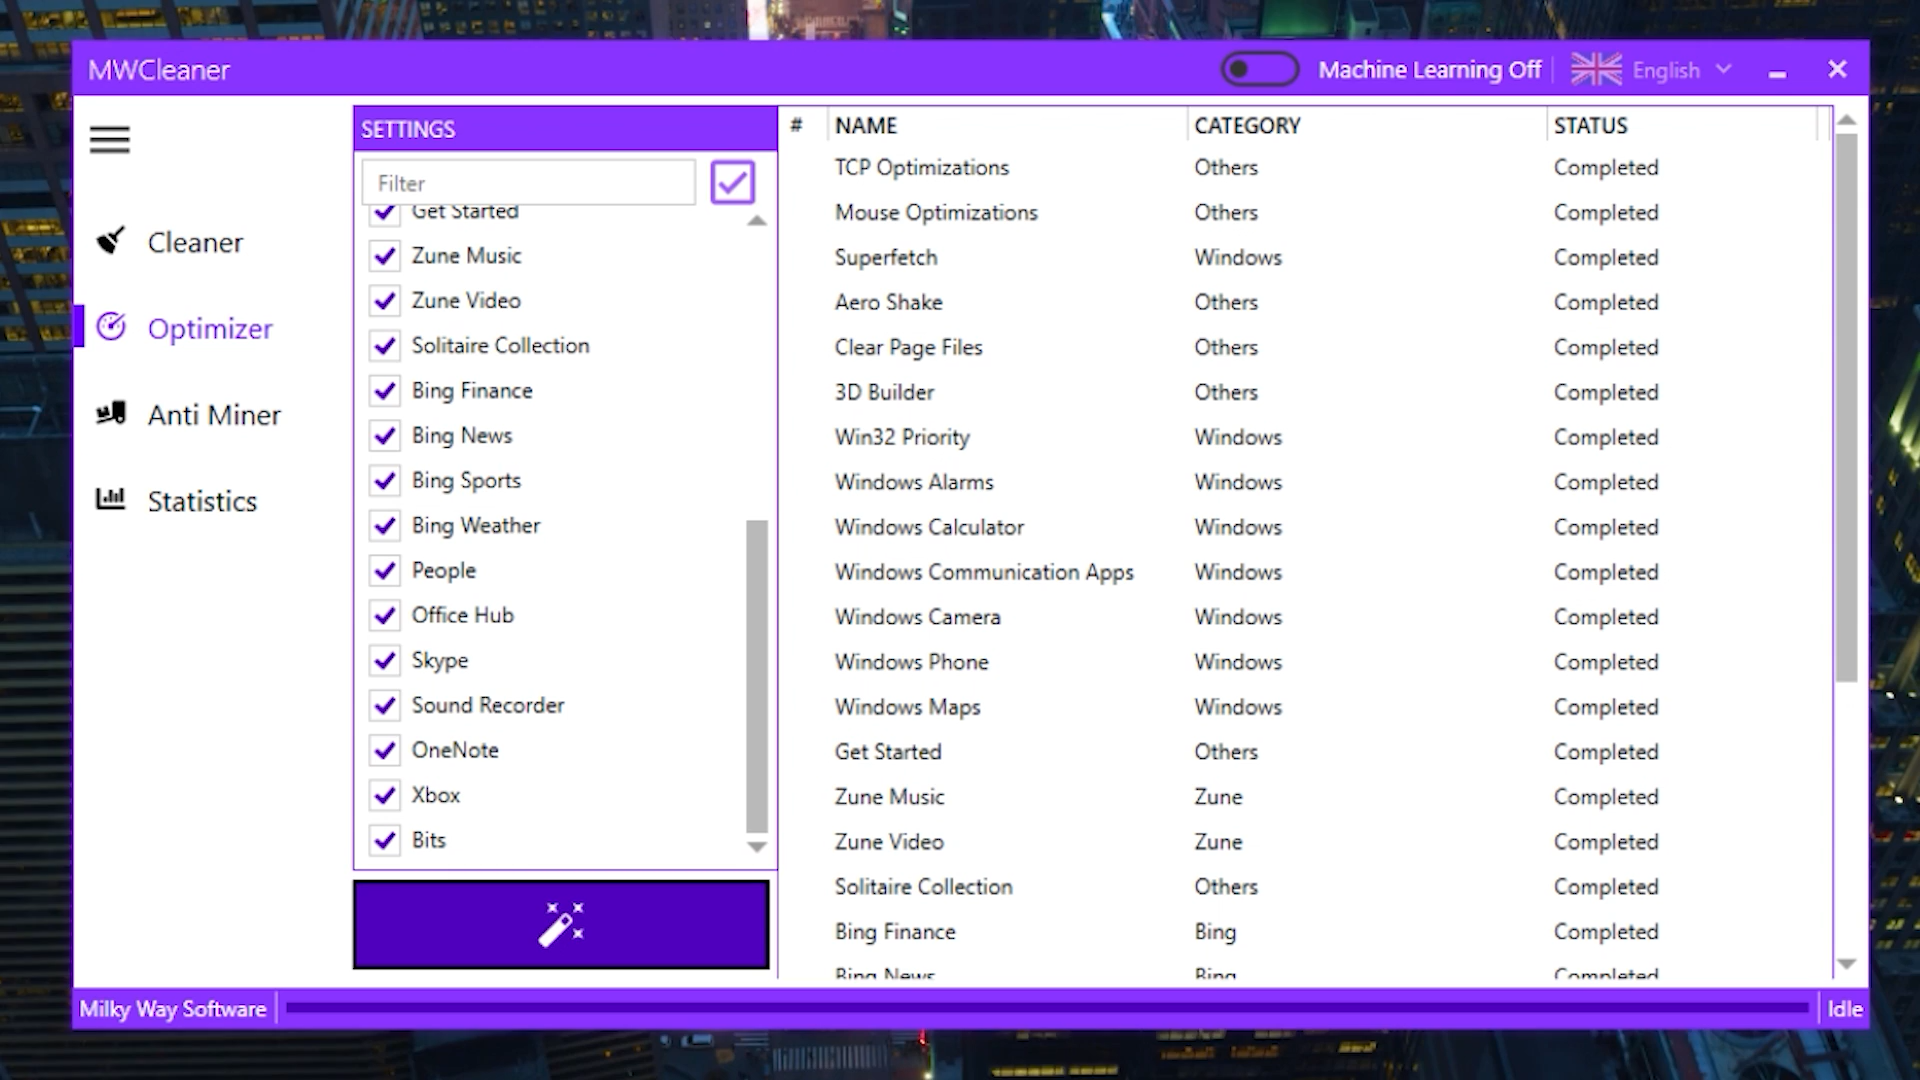 MWCleaner
Machine Learning Off
English
Cleaner
Optimizer
Anti Miner
Statistics
SETTINGS
Filter
Get Started
Zune Music
Zune Video
Solitaire Collection
Bing Finance
Bing News
Bing Sports
Bing Weather
People
Office Hub
Skype
Sound Recorder
OneNote
Xbox
Bits
# NAME CATEGORY STATUS
TCP Optimizations Others Completed
Mouse Optimizations Others Completed
Superfetch Windows Completed
Aero Shake Others Completed
Clear Page Files Others Completed
3D Builder Others Completed
Win32 Priority Windows Completed
Windows Alarms Windows Completed
Windows Calculator Windows Completed
Windows Communication Apps Windows Completed
Windows Camera Windows Completed
Windows Phone Windows Completed
Windows Maps Windows Completed
Get Started Others Completed
Zune Music Zune Completed
Zune Video Zune Completed
Solitaire Collection Others Completed
Bing Finance Bing Completed
Bing News Bing Completed
Milky Way Software
Idle